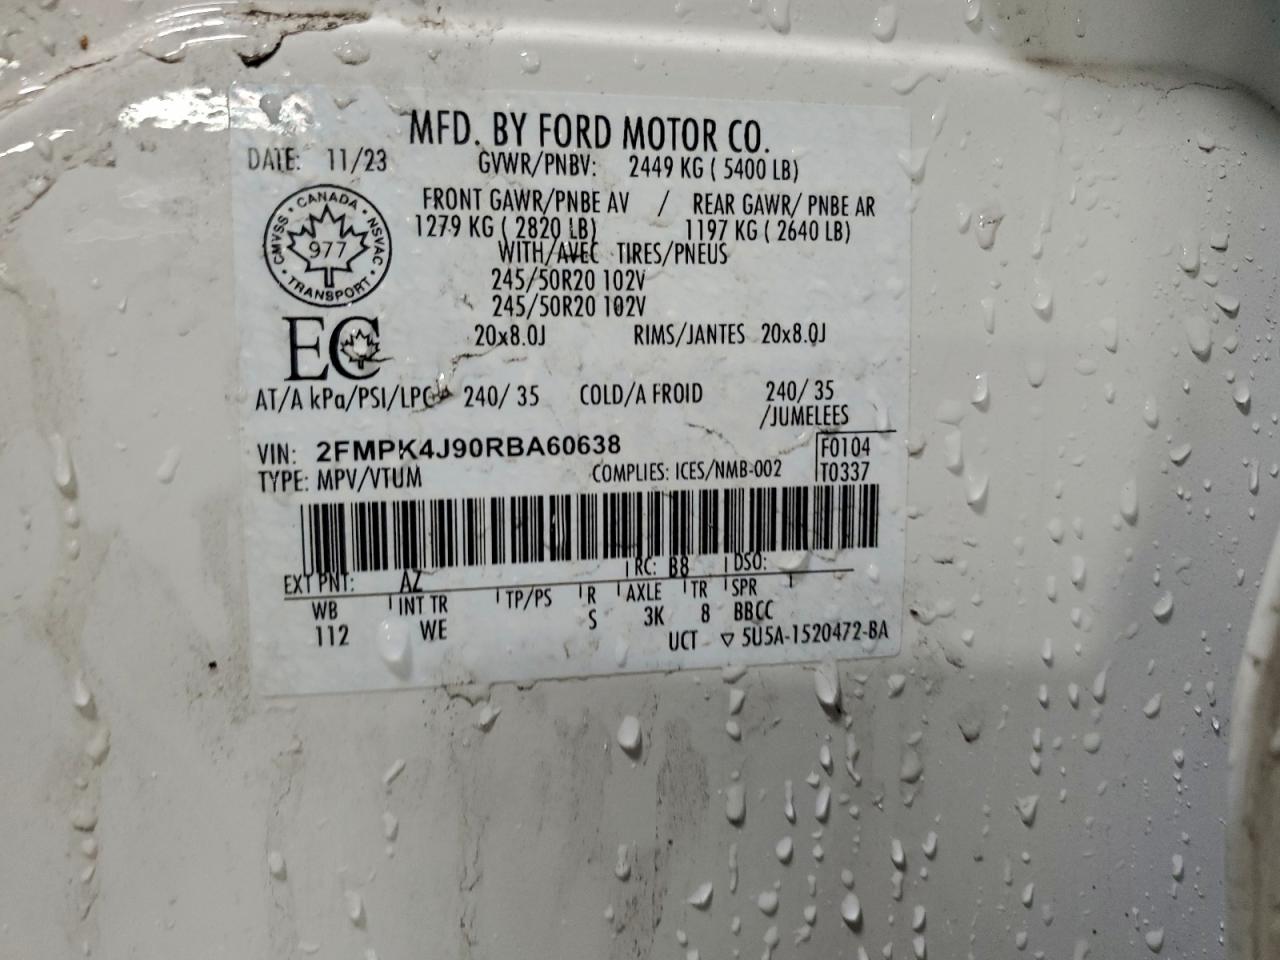 MFD. BY FORD MOTOR CO.
DATE: 11/23 GVWR/PNBV: 2449 KG ( 5400 LB)
FRONT GAWR/PNBE AV / REAR GAWR/ PNBE AR
1279 KG ( 2820 LB) 1197 KG ( 2640 LB)
WITH/AVEC TIRES/PNEUS
245/50R20 102V
245/50R20 102V
20x8.0J RIMS/JANTES 20x8.0J
CMVSS · CANADA · NSVAC · TRANSPORT ·
977
EC
AT/A kPa/PSI/LPC 240/ 35 COLD/A FROID 240/ 35
/JUMELEES
VIN: 2FMPK4J90RBA60638 F0104
TYPE: MPV/VTUM COMPLIES: ICES/NMB-002 T0337
EXT PNT: AZ RC: B8 DSO:
WB INT TR TP/PS R AXLE TR SPR
112 WE S 3K 8 BBCC
UCT ▽ 5U5A-1520472-BA